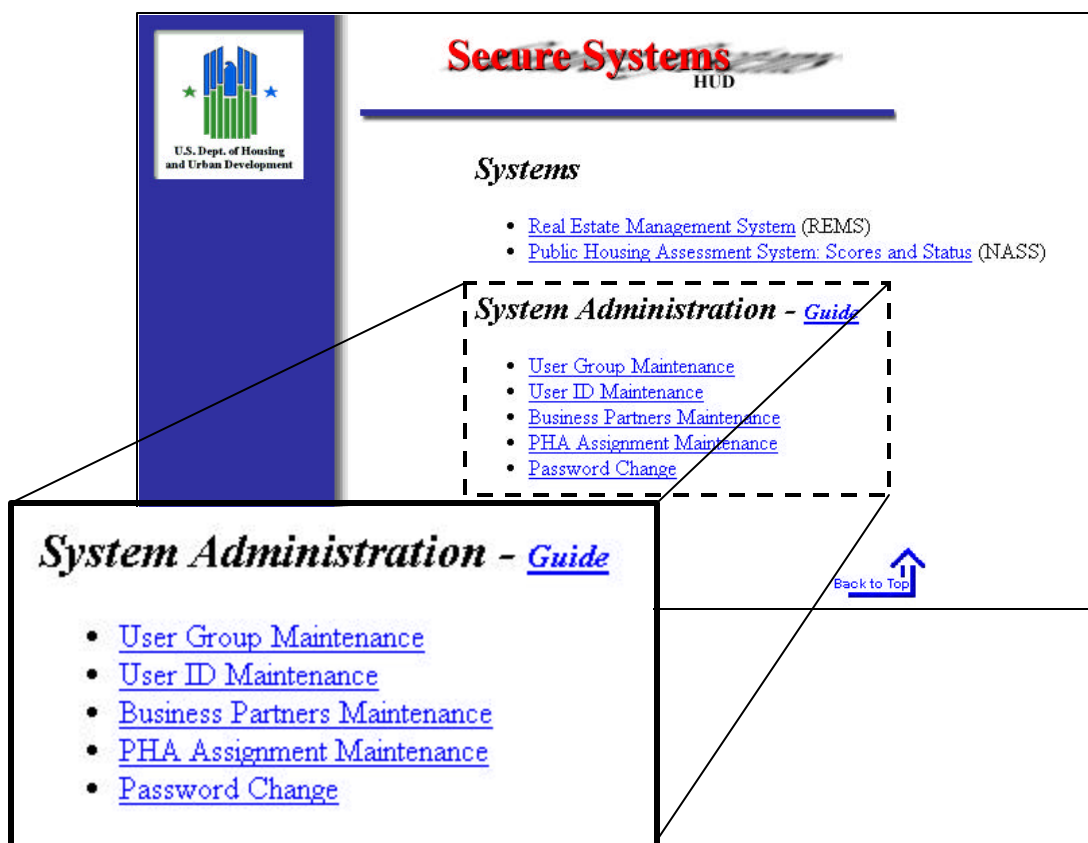 Secure Systems
HUD
U.S. Dept. of Housing
and Urban Development
Systems
• Real Estate Management System (REMS)
• Public Housing Assessment System: Scores and Status (NASS)
System Administration - Guide
• User Group Maintenance
• User ID Maintenance
• Business Partners Maintenance
• PHA Assignment Maintenance
• Password Change
Back to Top
System Administration - Guide
• User Group Maintenance
• User ID Maintenance
• Business Partners Maintenance
• PHA Assignment Maintenance
• Password Change